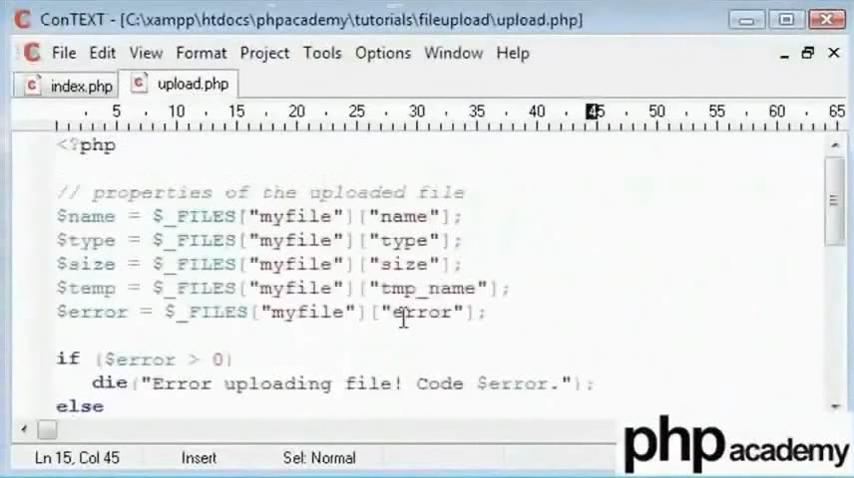 ConTEXT - [C:\xampp\htdocs\phpacademy\tutorials\fileupload\upload.php]
File Edit View Format Project Tools Options Window Help
index.php upload.php
5 10 15 20 25 30 35 40 45 50 55 60 65
<?php
// properties of the uploaded file
$name = $_FILES["myfile"]["name"];
$type = $_FILES["myfile"]["type"];
$size = $_FILES["myfile"]["size"];
$temp = $_FILES["myfile"]["tmp_name"];
$error = $_FILES["myfile"]["error"];
if ($error > 0)
die("Error uploading file! Code $error.");
else
Ln 15, Col 45 Insert Sel: Normal
php academy